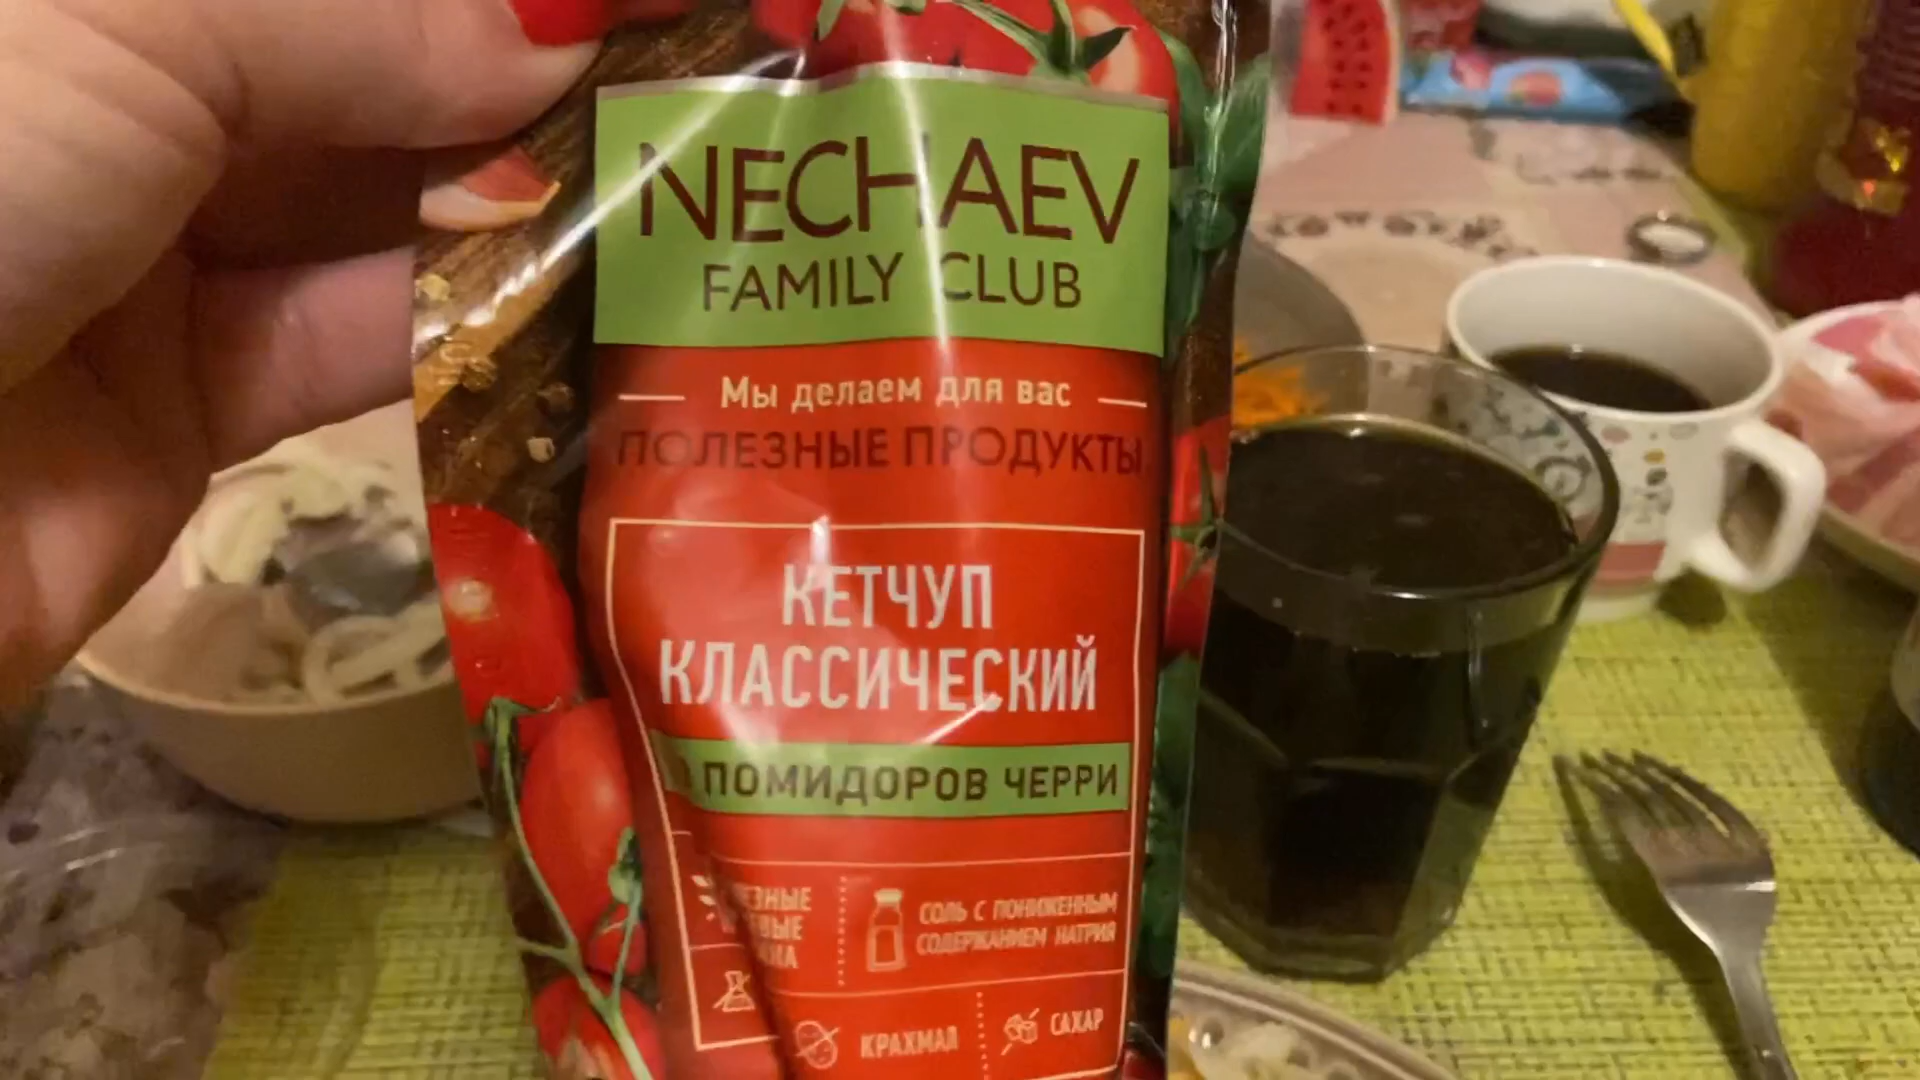 NECHAEV
FAMILY CLUB
Мы делаем для вас
ПОЛЕЗНЫЕ ПРОДУКТЫ
КЕТЧУП
КЛАССИЧЕСКИЙ
ПОМИДОРОВ ЧЕРРИ
СОЛЬ С ПОНИЖЕННЫМ
СОДЕРЖАНИЕМ НАТРИЯ
КРАХМАЛ
САХАР